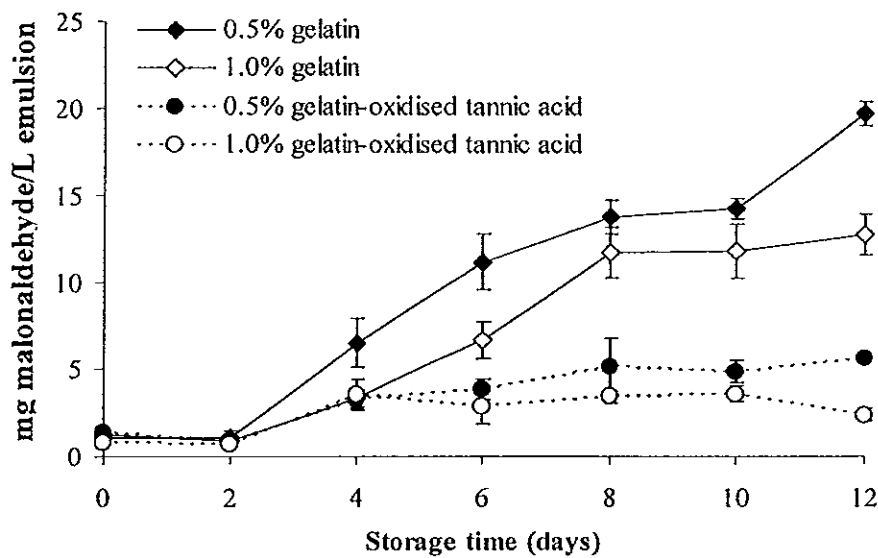 mg malonaldehyde/L emulsion
25
20
15
10
5
0
0.5% gelatin
1.0% gelatin
0.5% gelatin-oxidised tannic acid
1.0% gelatin-oxidised tannic acid
0 2 4 6 8 10 12
Storage time (days)